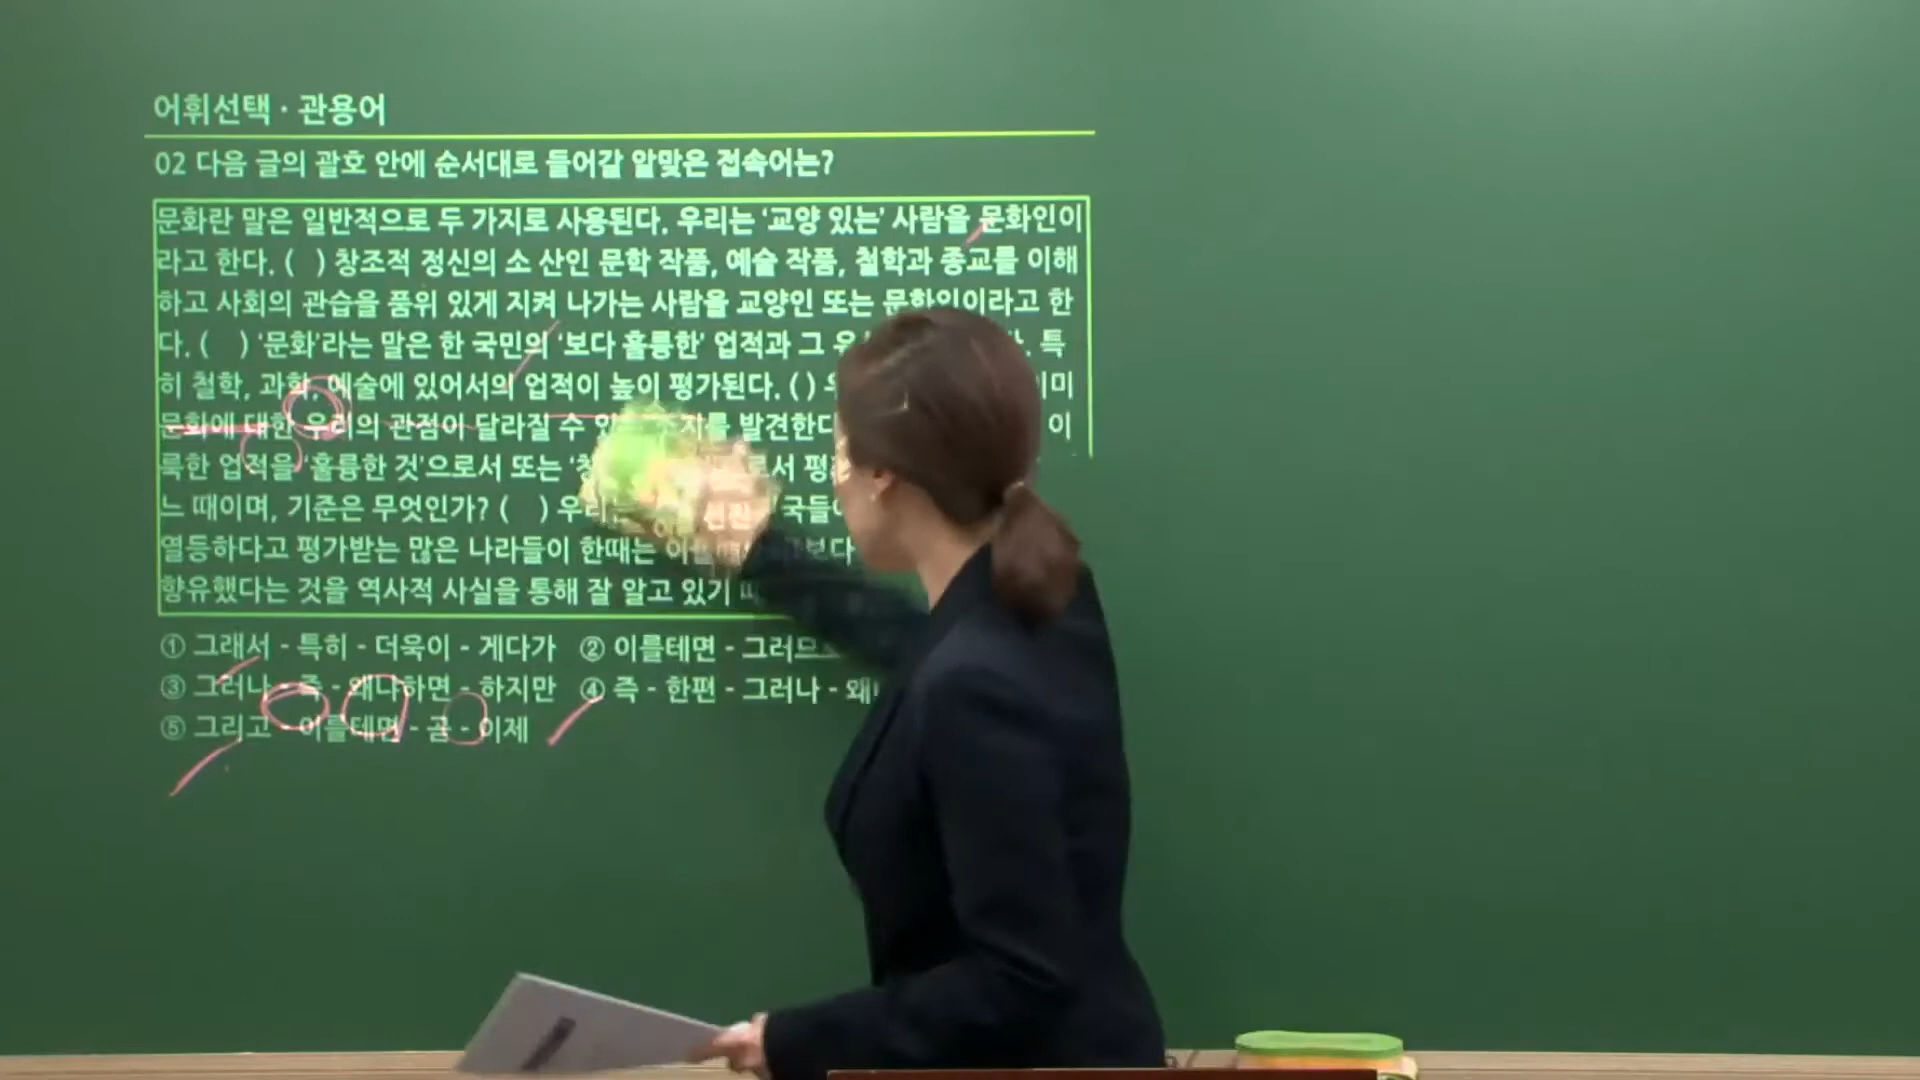 어휘선택 · 관용어
02 다음 글의 괄호 안에 순서대로 들어갈 알맞은 접속어는?
문화란 말은 일반적으로 두 가지로 사용된다. 우리는 ‘교양 있는’ 사람을 문화인이
라고 한다. ( ) 창조적 정신의 소 산인 문학 작품, 예술 작품, 철학과 종교를 이해
하고 사회의 관습을 품위 있게 지켜 나가는 사람을 교양인 또는 문화인이라고 한
다. ( ) ‘문화’라는 말은 한 국민의 ‘보다 훌륭한’ 업적과 그 특
히 철학, 과학, 예술에 있어서의 업적이 높이 평가된다. ( ) 이미
문화에 대한 우리의 관점이 달라질 수 발견한다 이
룩한 업적을 ‘훌륭한 것’으로서 또는
느 때이며, 기준은 무엇인가? ( ) 우리는
열등하다고 평가받는 많은 나라들이 한때는 보다
향유했다는 것을 역사적 사실을 통해 잘 알고 있기
① 그래서 - 특히 - 더욱이 - 게다가 ② 이를테면 - 그러므로
③ 그러나 - 즉 - 왜냐하면 - 하지만 ④ 즉 - 한편 - 그러나 -
⑤ 그리고 - 이를테면 - 곧 - 이제